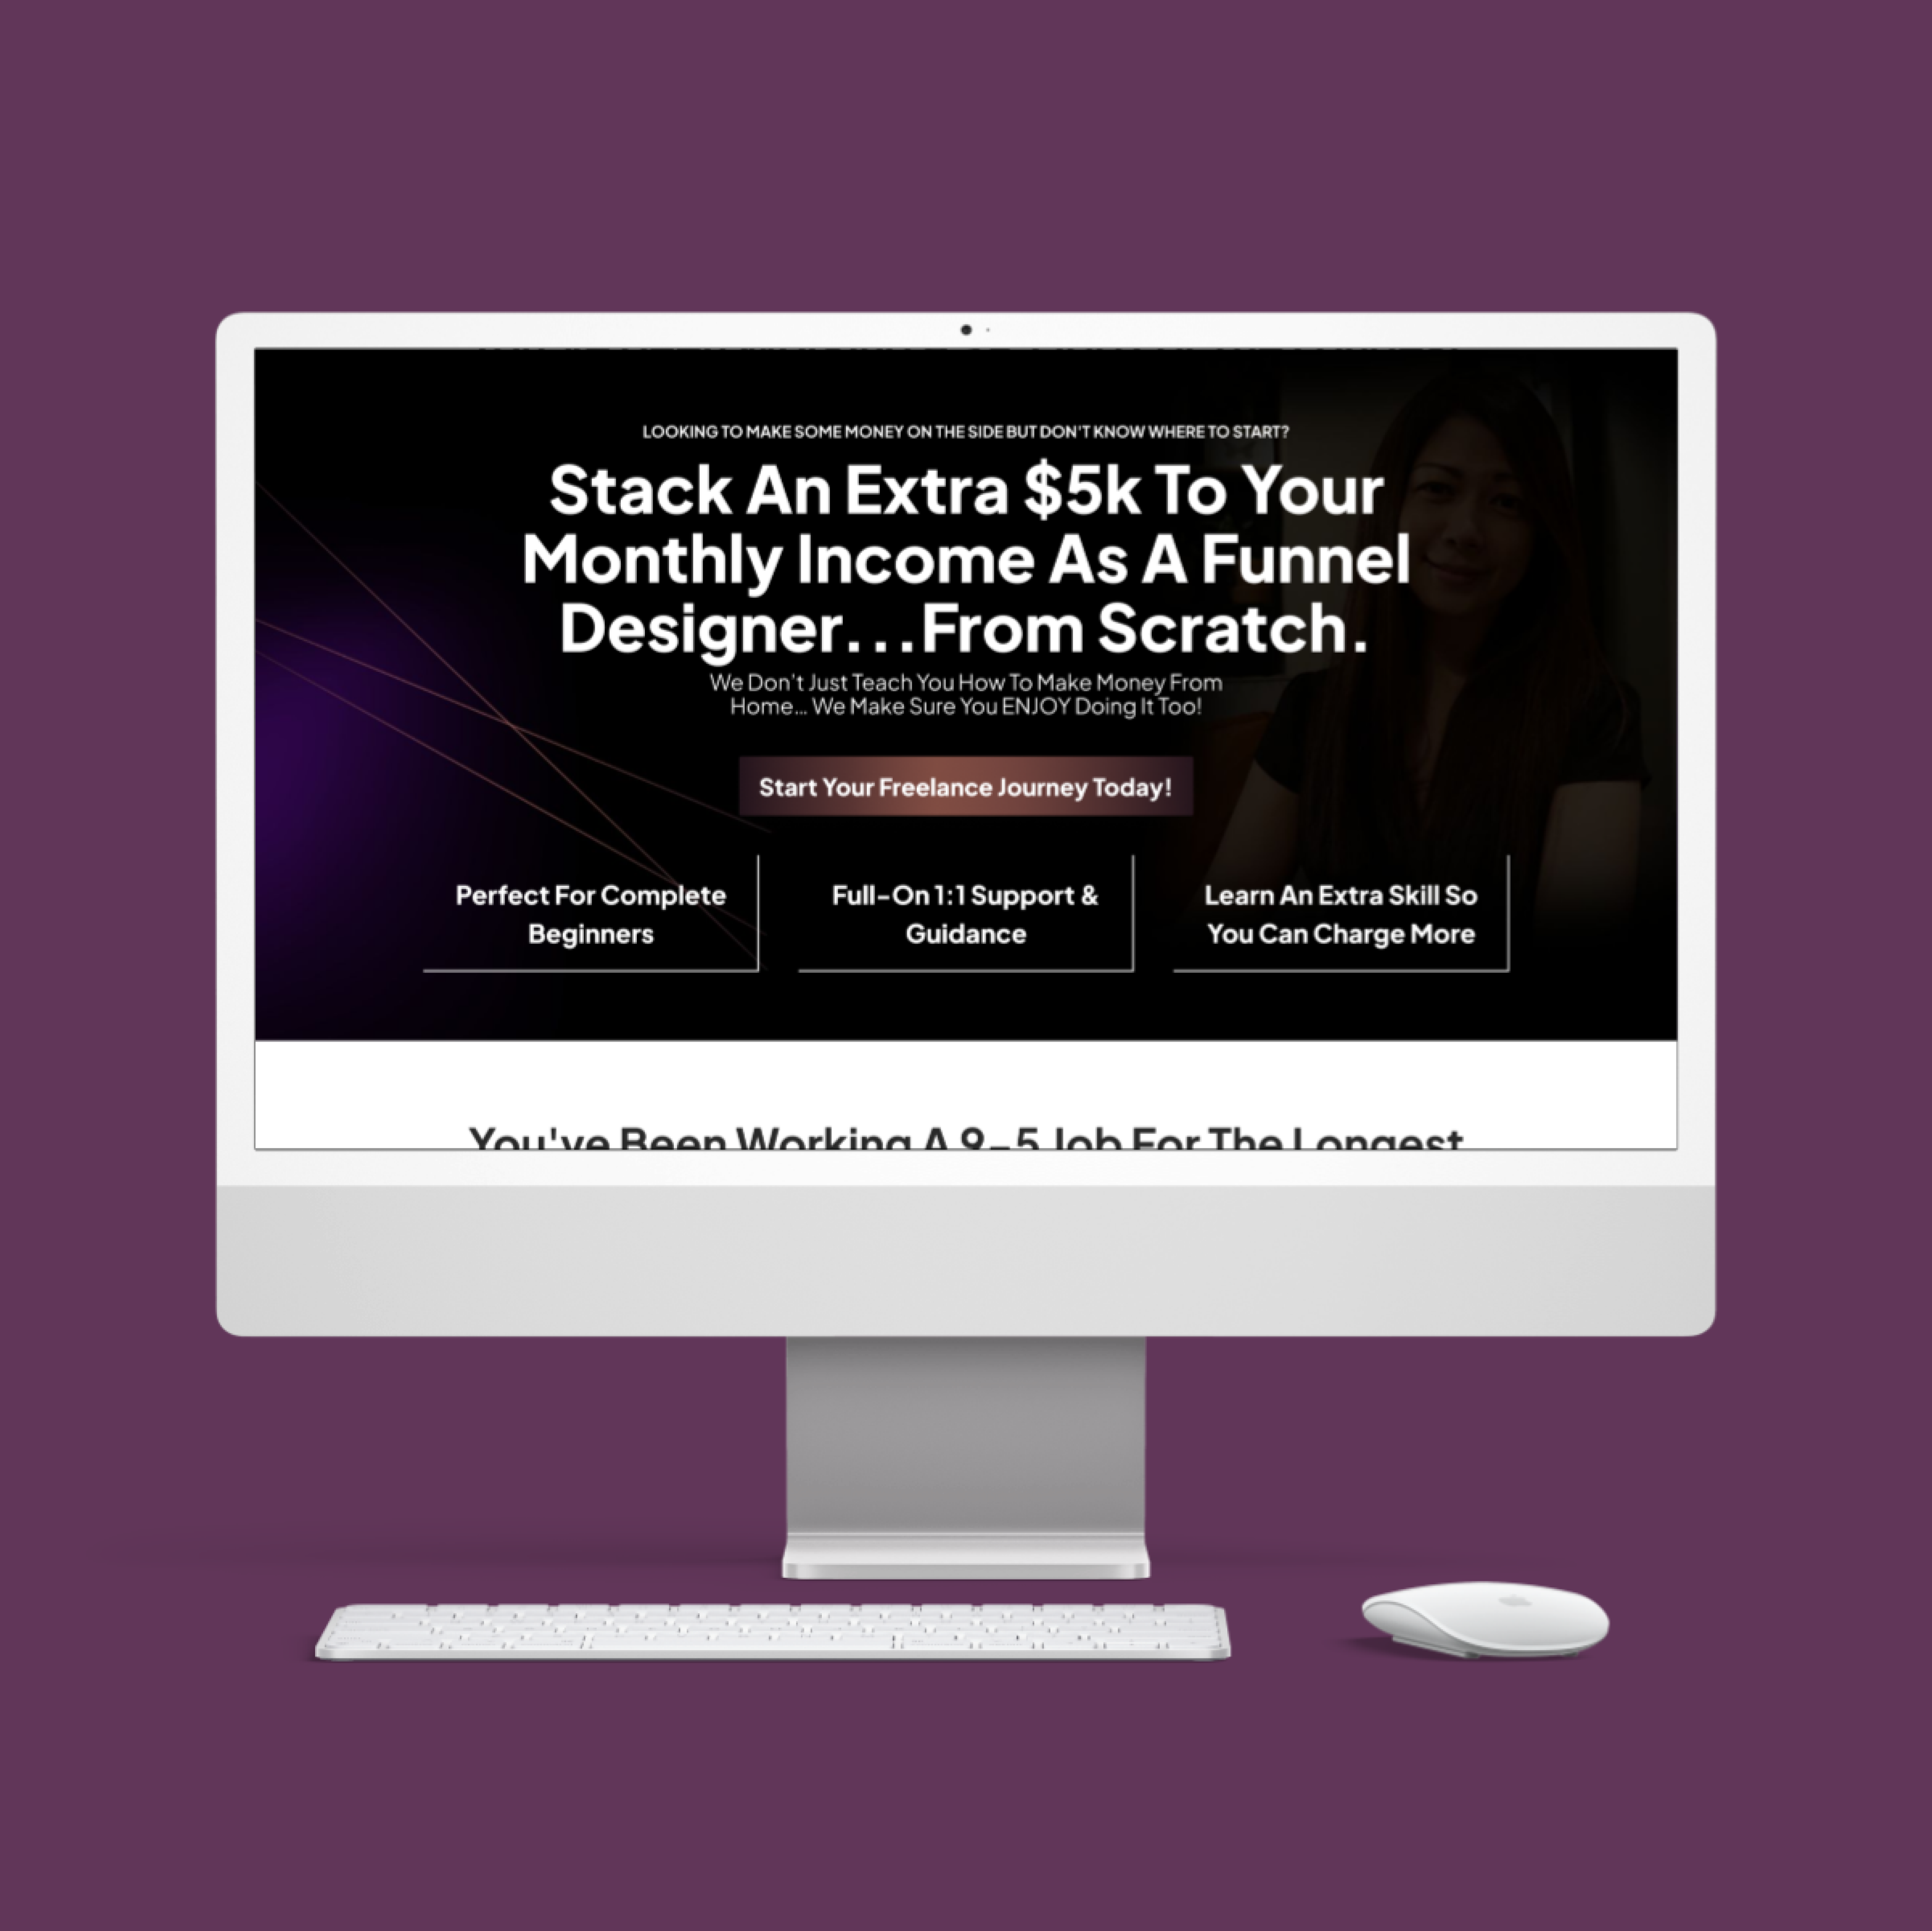 LOOKING TO MAKE SOME MONEY ON THE SIDE BUT DON'T KNOW WHERE TO START?
Stack An Extra $5k To Your
Monthly Income As A Funnel
Designer...From Scratch.
We Don't Just Teach You How To Make Money From
Home... We Make Sure You ENJOY Doing It Too!
Start Your Freelance Journey Today!
Perfect For Complete
Beginners
Full-On 1:1 Support &
Guidance
Learn An Extra Skill So
You Can Charge More
You've Been Working A 9-5 Job For The Longest